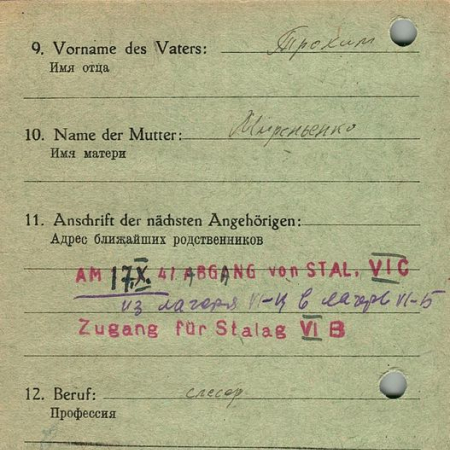 9. Vorname des Vaters: Трохим
Имя отца
10. Name der Mutter: Мироненко
Имя матери
11. Anschrift der nächsten Angehörigen:
Адрес ближайших родственников
AM 17.X. 41 ABGANG von STAL. VI C
из лагеря VI-Ц в лагерь VI-Б
Zugang für Stalag VI B
12. Beruf: слесарь
Профессия